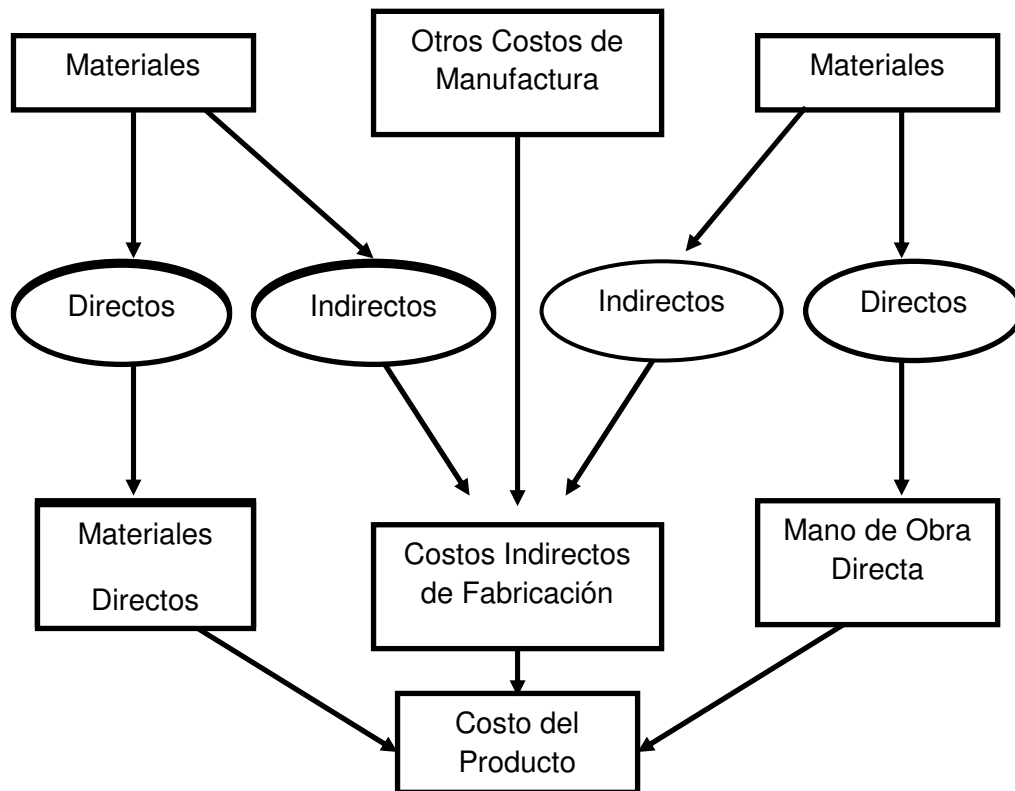 Materiales
Otros Costos de
Manufactura
Materiales
Directos
Indirectos
Indirectos
Directos
Materiales
Directos
Costos Indirectos
de Fabricación
Mano de Obra
Directa
Costo del
Producto